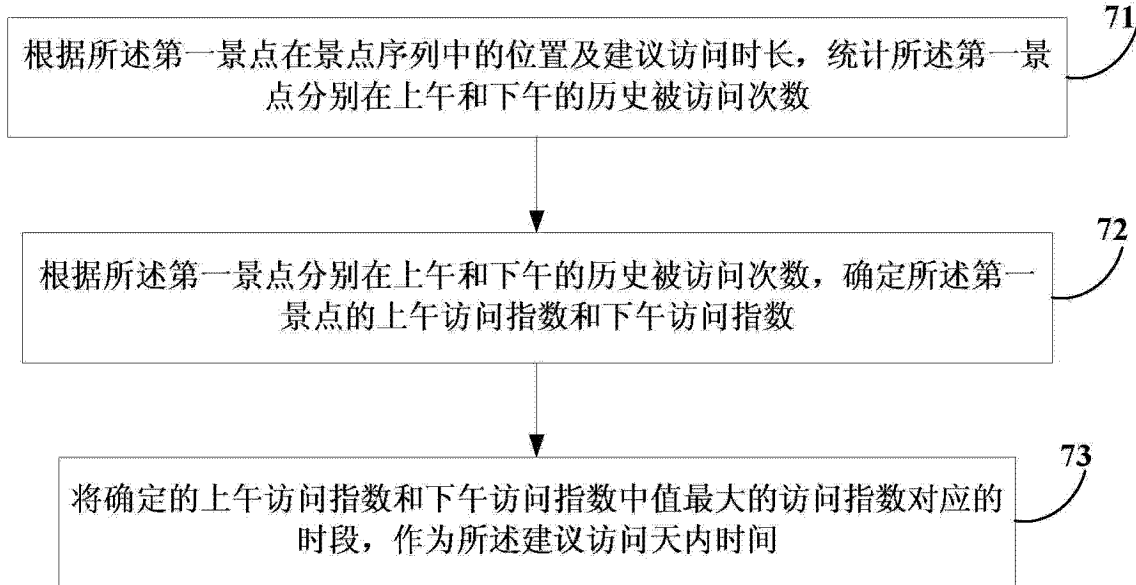 71
根据所述第一景点在景点序列中的位置及建议访问时长，统计所述第一景
点分别在上午和下午的历史被访问次数
72
根据所述第一景点分别在上午和下午的历史被访问次数，确定所述第一
景点的上午访问指数和下午访问指数
73
将确定的上午访问指数和下午访问指数中值最大的访问指数对应的
时段，作为所述建议访问天内时间